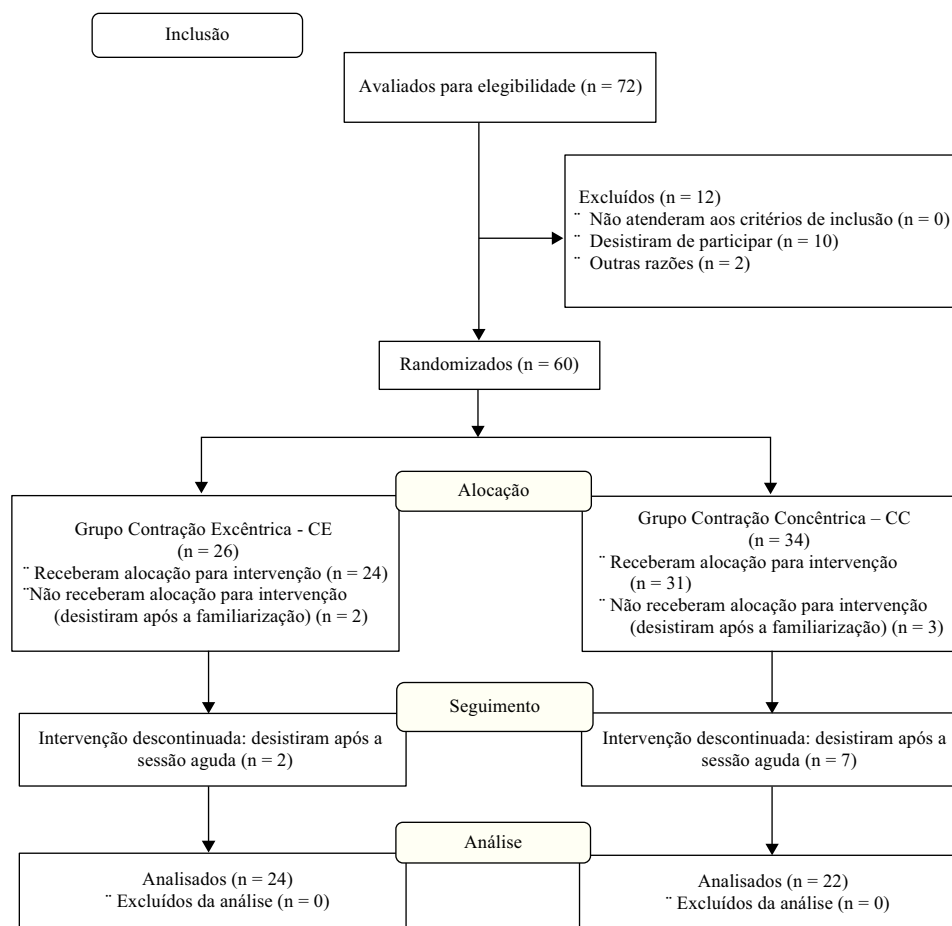 Inclusão
Avaliados para elegibilidade (n = 72)
Excluídos (n = 12)
¨ Não atenderam aos critérios de inclusão (n = 0)
¨ Desistiram de participar (n = 10)
¨ Outras razões (n = 2)
Randomizados (n = 60)
Alocação
Grupo Contração Excêntrica - CE
(n = 26)
¨ Receberam alocação para intervenção (n = 24)
¨Não receberam alocação para intervenção
(desistiram após a familiarização) (n = 2)
Grupo Contração Concêntrica – CC
(n = 34)
¨ Receberam alocação para intervenção
(n = 31)
¨ Não receberam alocação para intervenção
(desistiram após a familiarização) (n = 3)
Seguimento
Intervenção descontinuada: desistiram após a
sessão aguda (n = 2)
Intervenção descontinuada: desistiram após a
sessão aguda (n = 7)
Análise
Analisados (n = 24)
¨ Excluídos da análise (n = 0)
Analisados (n = 22)
¨ Excluídos da análise (n = 0)